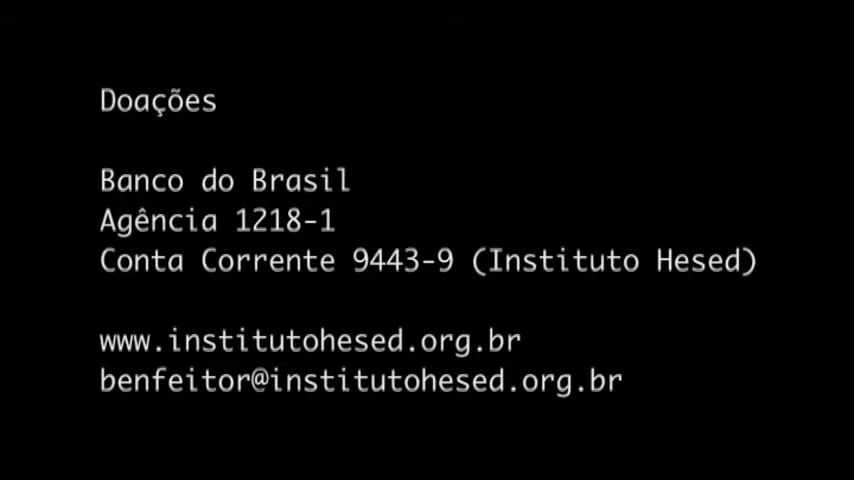 Doações
Banco do Brasil
Agência 1218-1
Conta Corrente 9443-9 (Instituto Hesed)
www.institutohesed.org.br
benfeitor@institutohesed.org.br